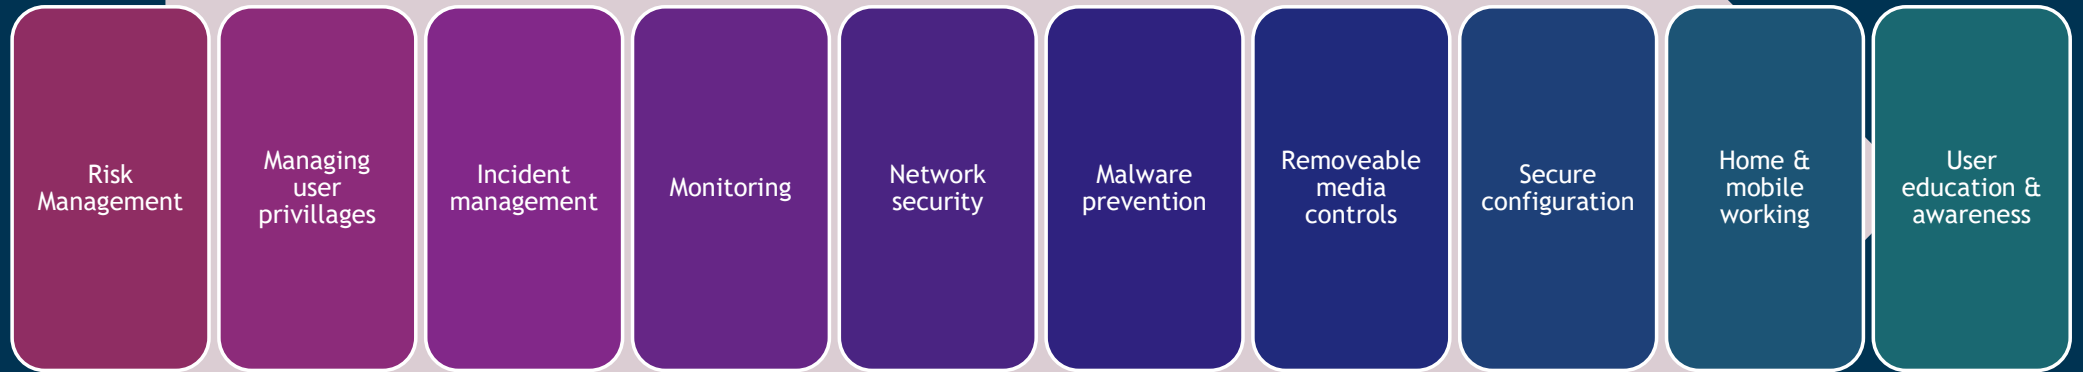 Risk
Management
Managing
user
privillages
Incident
management
Monitoring
Network
security
Malware
prevention
Removeable
media
controls
Secure
configuration
Home &
mobile
working
User
education &
awareness